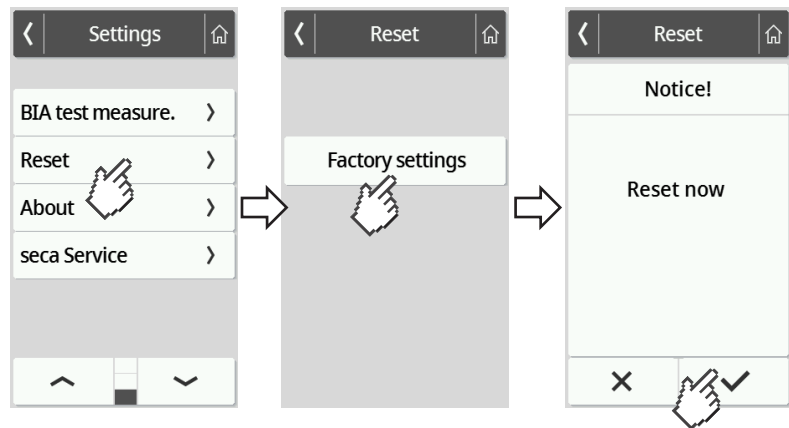 Settings
BIA test measure.
Reset
About
seca Service
Reset
Factory settings
Reset
Notice!
Reset now